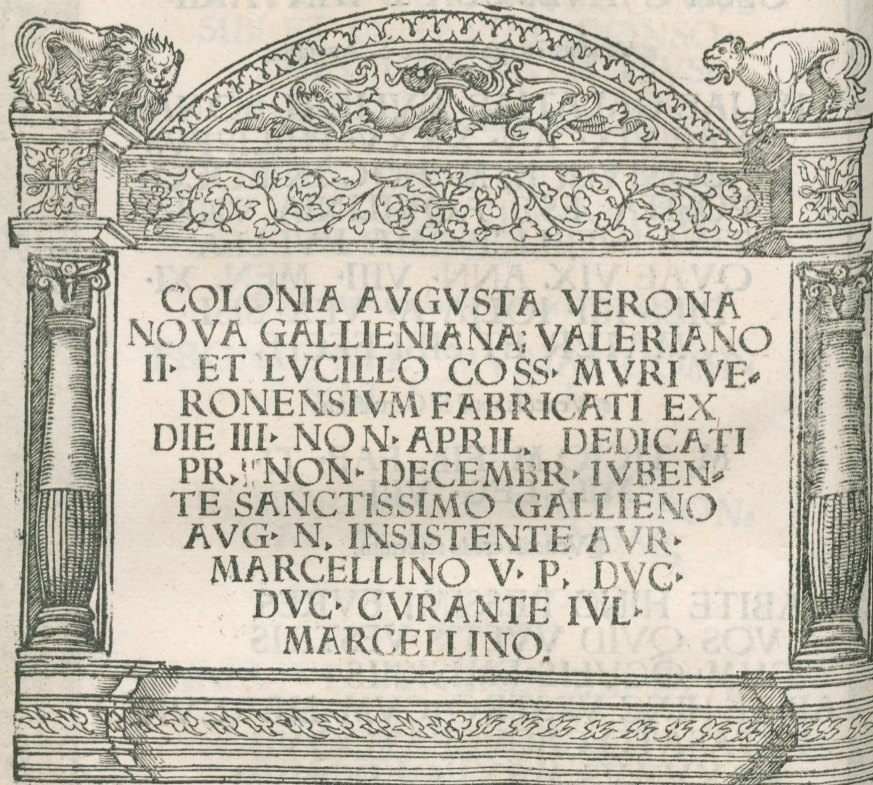 COLONIA AVGVSTA VERONA
NOVA GALLIENIANA; VALERIANO
II· ET LVCILLO COSS· MVRI VE-
RONENSIVM FABRICATI EX
DIE III· NON· APRIL. DEDICATI
PR. NON· DECEMBR· IVBEN-
TE SANCTISSIMO GALLIENO
AVG· N. INSISTENTE AVR·
MARCELLINO V· P. DVC·
DVC· CVRANTE IVL·
MARCELLINO.